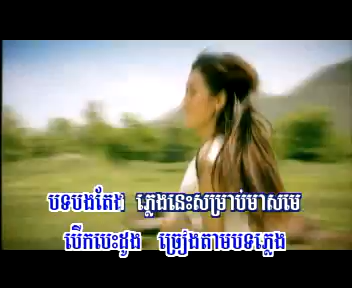 បទបងតែង ភ្លេងនេះសម្រាប់មាសមេ
បើកបេះដូង ច្រៀងតាមបទភ្លេង